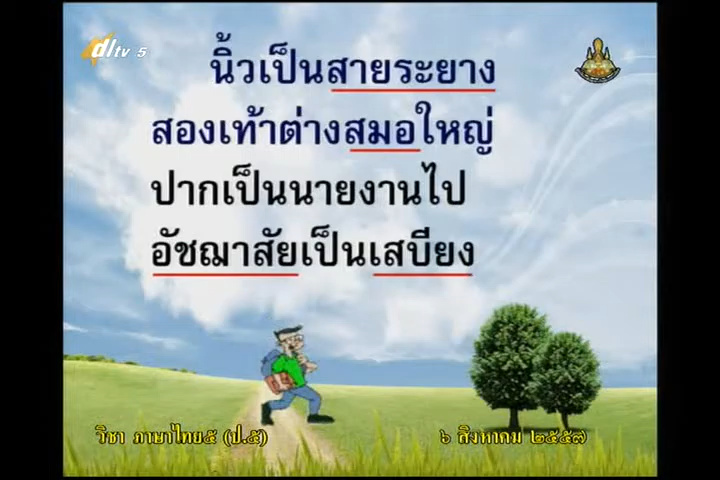 dltv 5
นิ้วเป็นสายระยาง
สองเท้าต่างสมอใหญ่
ปากเป็นนายงานไป
อัชฌาสัยเป็นเสบียง
วิชา ภาษาไทย๕ (ป.๕)
๖ สิงหาคม ๒๕๕๗